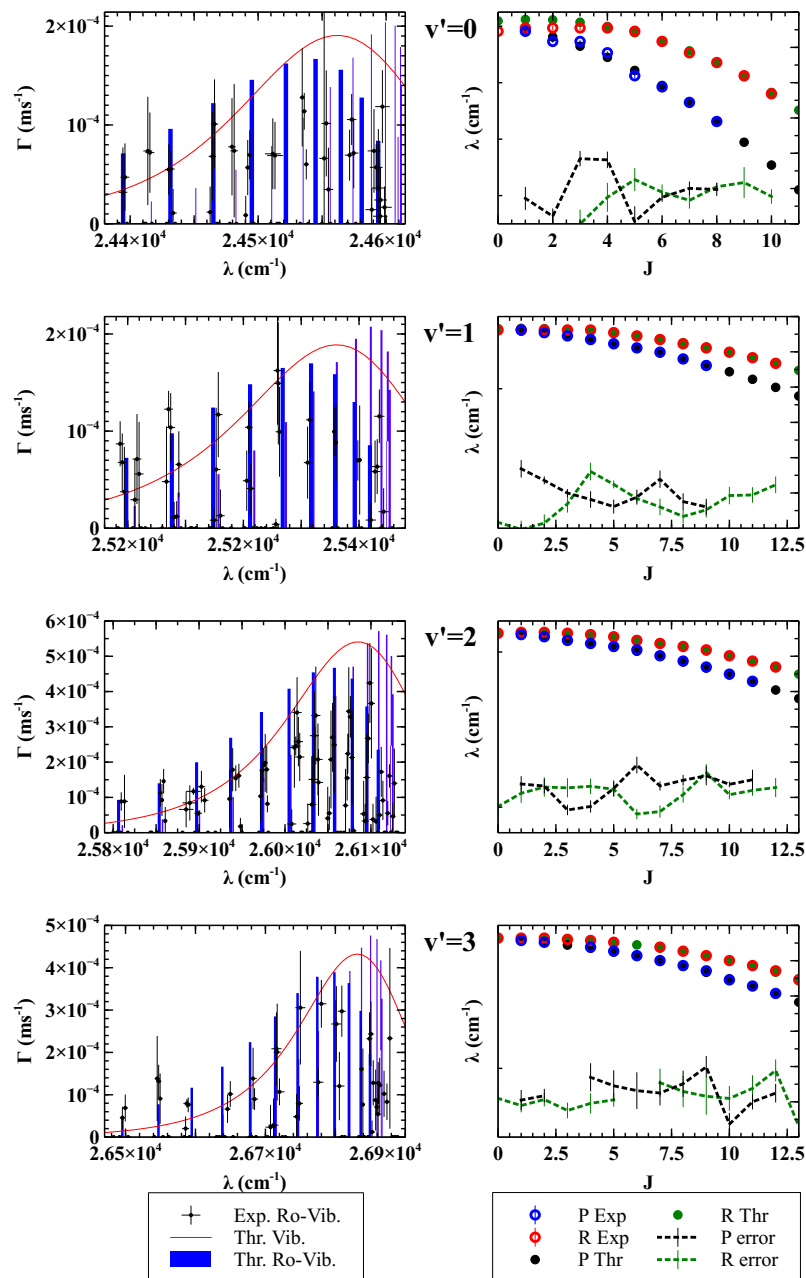 2×10⁻⁴
1×10⁻⁴
0
Γ (ms⁻¹)
2.44×10⁴ 2.45×10⁴ 2.46×10⁴
λ (cm⁻¹)
v'=0
λ (cm⁻¹)
0 2 4 6 8 10
J
2×10⁻⁴
1×10⁻⁴
0
Γ (ms⁻¹)
2.52×10⁴ 2.52×10⁴ 2.54×10⁴
λ (cm⁻¹)
v'=1
λ (cm⁻¹)
0 2.5 5 7.5 10 12.5
J
6×10⁻⁴
5×10⁻⁴
4×10⁻⁴
3×10⁻⁴
2×10⁻⁴
1×10⁻⁴
0
Γ (ms⁻¹)
2.58×10⁴ 2.59×10⁴ 2.60×10⁴ 2.61×10⁴
λ (cm⁻¹)
v'=2
λ (cm⁻¹)
0 2.5 5 7.5 10 12.5
J
5×10⁻⁴
4×10⁻⁴
3×10⁻⁴
2×10⁻⁴
1×10⁻⁴
0
Γ (ms⁻¹)
2.65×10⁴ 2.67×10⁴ 2.69×10⁴
λ (cm⁻¹)
v'=3
λ (cm⁻¹)
0 2.5 5 7.5 10 12.5
J
Exp. Ro-Vib.
Thr. Vib.
Thr. Ro-Vib.
P Exp R Thr
R Exp P error
P Thr R error